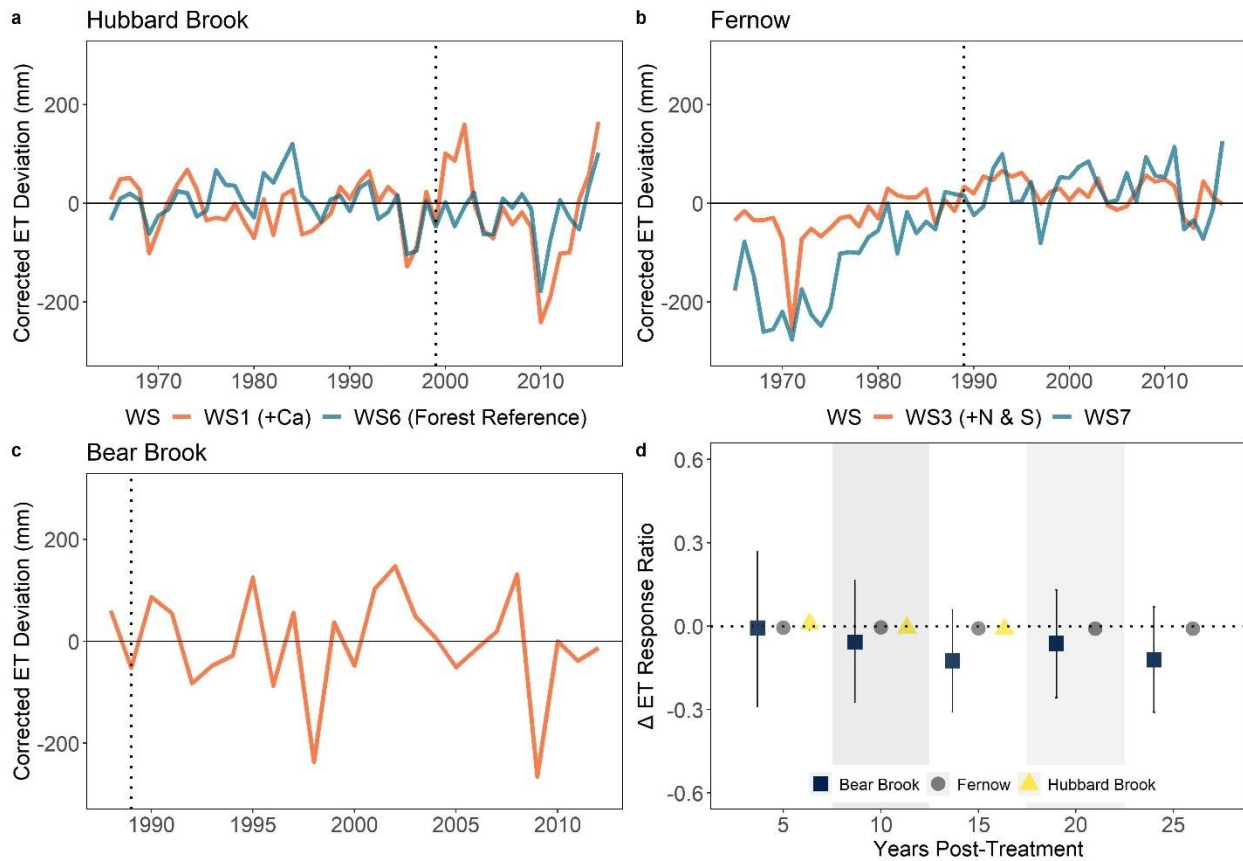 a Hubbard Brook
Corrected ET Deviation (mm)
200
0
-200
1970 1980 1990 2000 2010
WS WS1 (+Ca) WS6 (Forest Reference)
b Fernow
Corrected ET Deviation (mm)
200
0
-200
1970 1980 1990 2000 2010
WS WS3 (+N & S) WS7
c Bear Brook
Corrected ET Deviation (mm)
200
0
-200
1990 1995 2000 2005 2010
d
Δ ET Response Ratio
0.6
0.3
0.0
-0.3
-0.6
Bear Brook Fernow Hubbard Brook
5 10 15 20 25
Years Post-Treatment